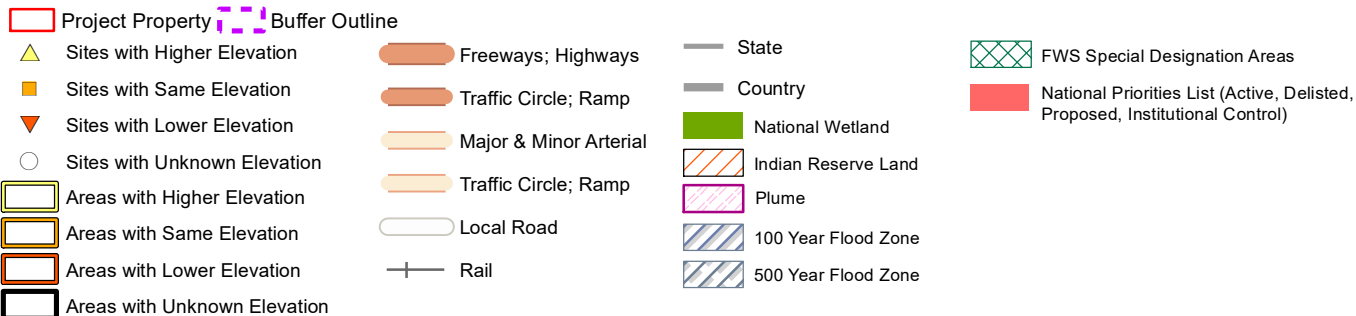 Project Property
Buffer Outline
Sites with Higher Elevation
Sites with Same Elevation
Sites with Lower Elevation
Sites with Unknown Elevation
Areas with Higher Elevation
Areas with Same Elevation
Areas with Lower Elevation
Areas with Unknown Elevation
Freeways; Highways
Traffic Circle; Ramp
Major & Minor Arterial
Traffic Circle; Ramp
Local Road
Rail
State
Country
National Wetland
Indian Reserve Land
Plume
100 Year Flood Zone
500 Year Flood Zone
FWS Special Designation Areas
National Priorities List (Active, Delisted,
Proposed, Institutional Control)